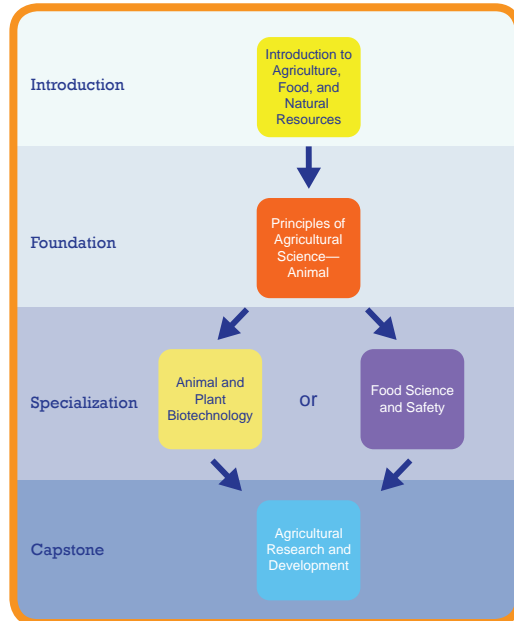 Introduction
Introduction to
Agriculture,
Food, and
Natural
Resources
Foundation
Principles of
Agricultural
Science—
Animal
Specialization
Animal and
Plant
Biotechnology
or
Food Science
and Safety
Capstone
Agricultural
Research and
Development